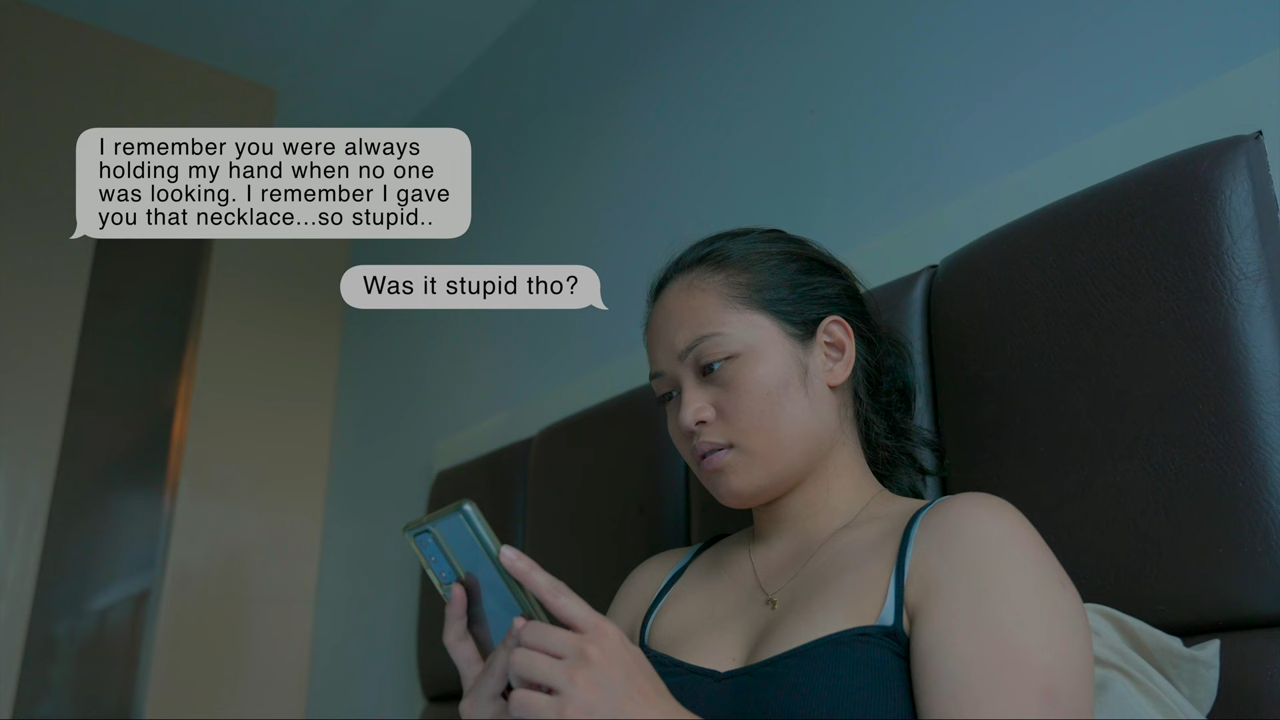 I remember you were always
holding my hand when no one
was looking. I remember I gave
you that necklace...so stupid..
Was it stupid tho?